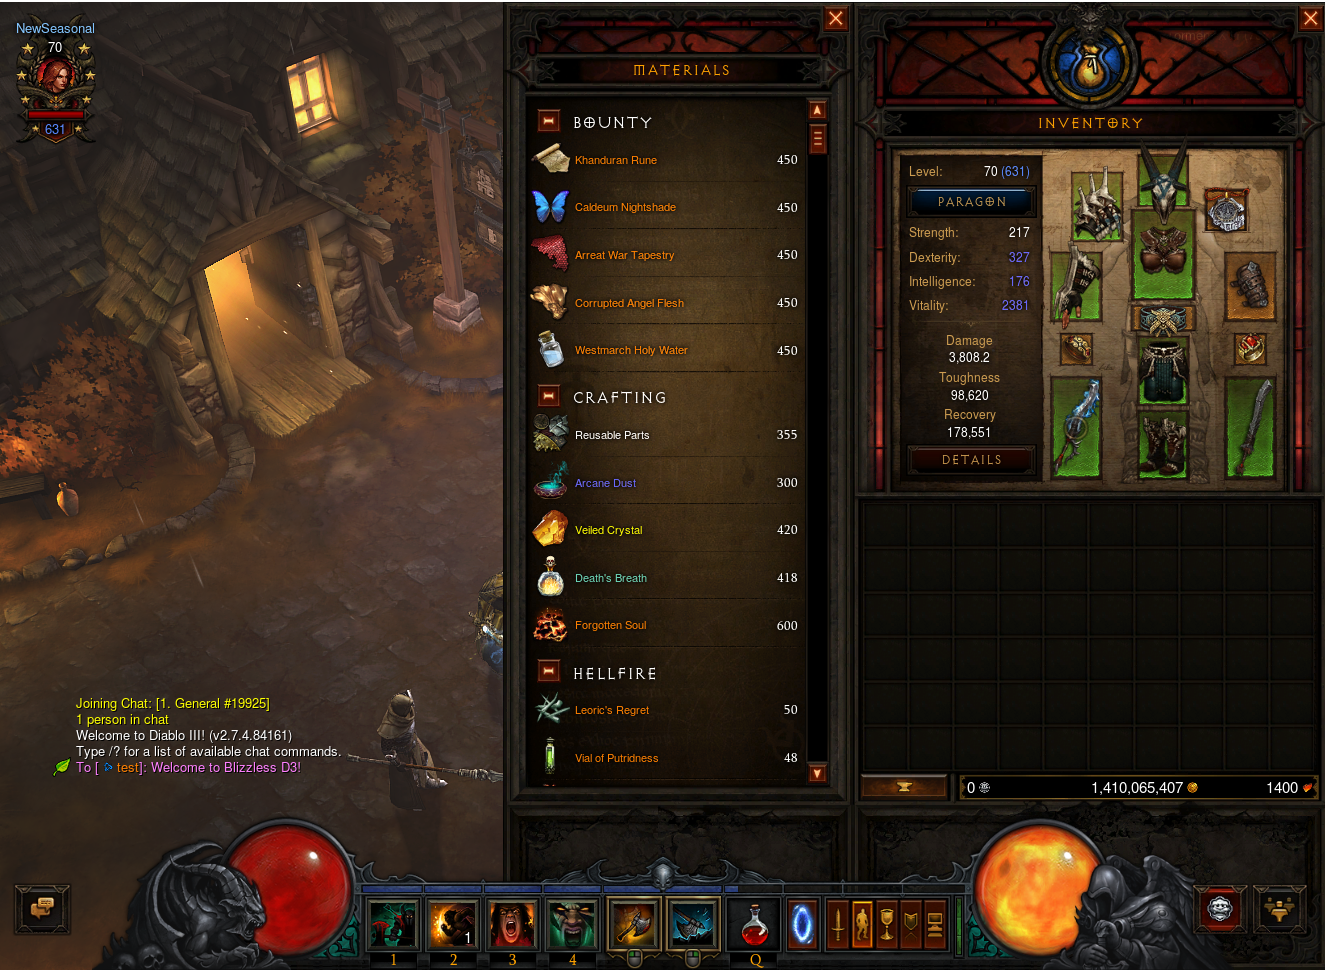 NewSeasonal
70
631
MATERIALS
BOUNTY
Khanduran Rune 450
Caldeum Nightshade 450
Arreat War Tapestry 450
Corrupted Angel Flesh 450
Westmarch Holy Water 450
CRAFTING
Reusable Parts 355
Arcane Dust 300
Veiled Crystal 420
Death's Breath 418
Forgotten Soul 600
HELLFIRE
Leoric's Regret 50
Vial of Putridness 48
INVENTORY
Level: 70 (631)
PARAGON
Strength: 217
Dexterity: 327
Intelligence: 176
Vitality: 2381
Damage
3,808.2
Toughness
98,620
Recovery
178,551
DETAILS
0 1,410,065,407 1400
Joining Chat: [1. General #19925]
1 person in chat
Welcome to Diablo III! (v2.7.4.84161)
Type /? for a list of available chat commands.
To [ test]: Welcome to Blizzless D3!
1
1 2 3 4 Q